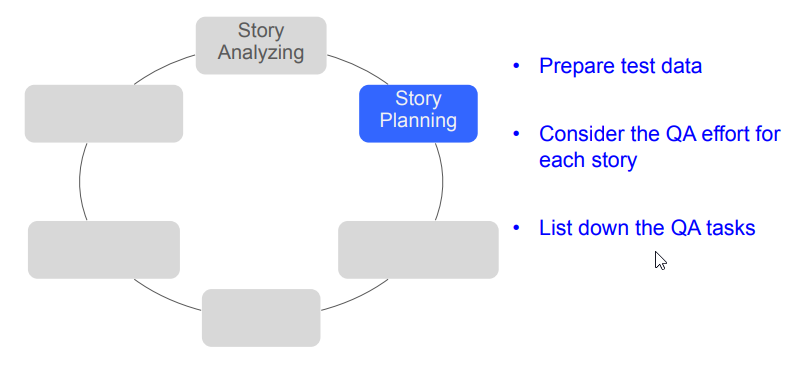 Story
Analyzing
Story
Planning
• Prepare test data
• Consider the QA effort for
each story
• List down the QA tasks